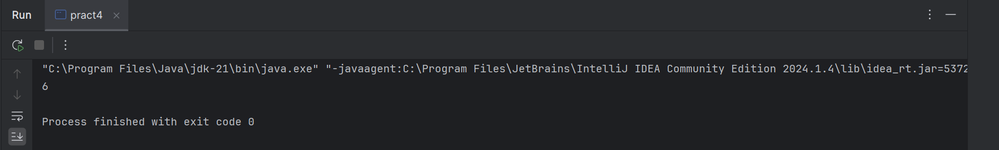 Run pract4
"C:\Program Files\Java\jdk-21\bin\java.exe" "-javaagent:C:\Program Files\JetBrains\IntelliJ IDEA Community Edition 2024.1.4\lib\idea_rt.jar=5372
6
Process finished with exit code 0